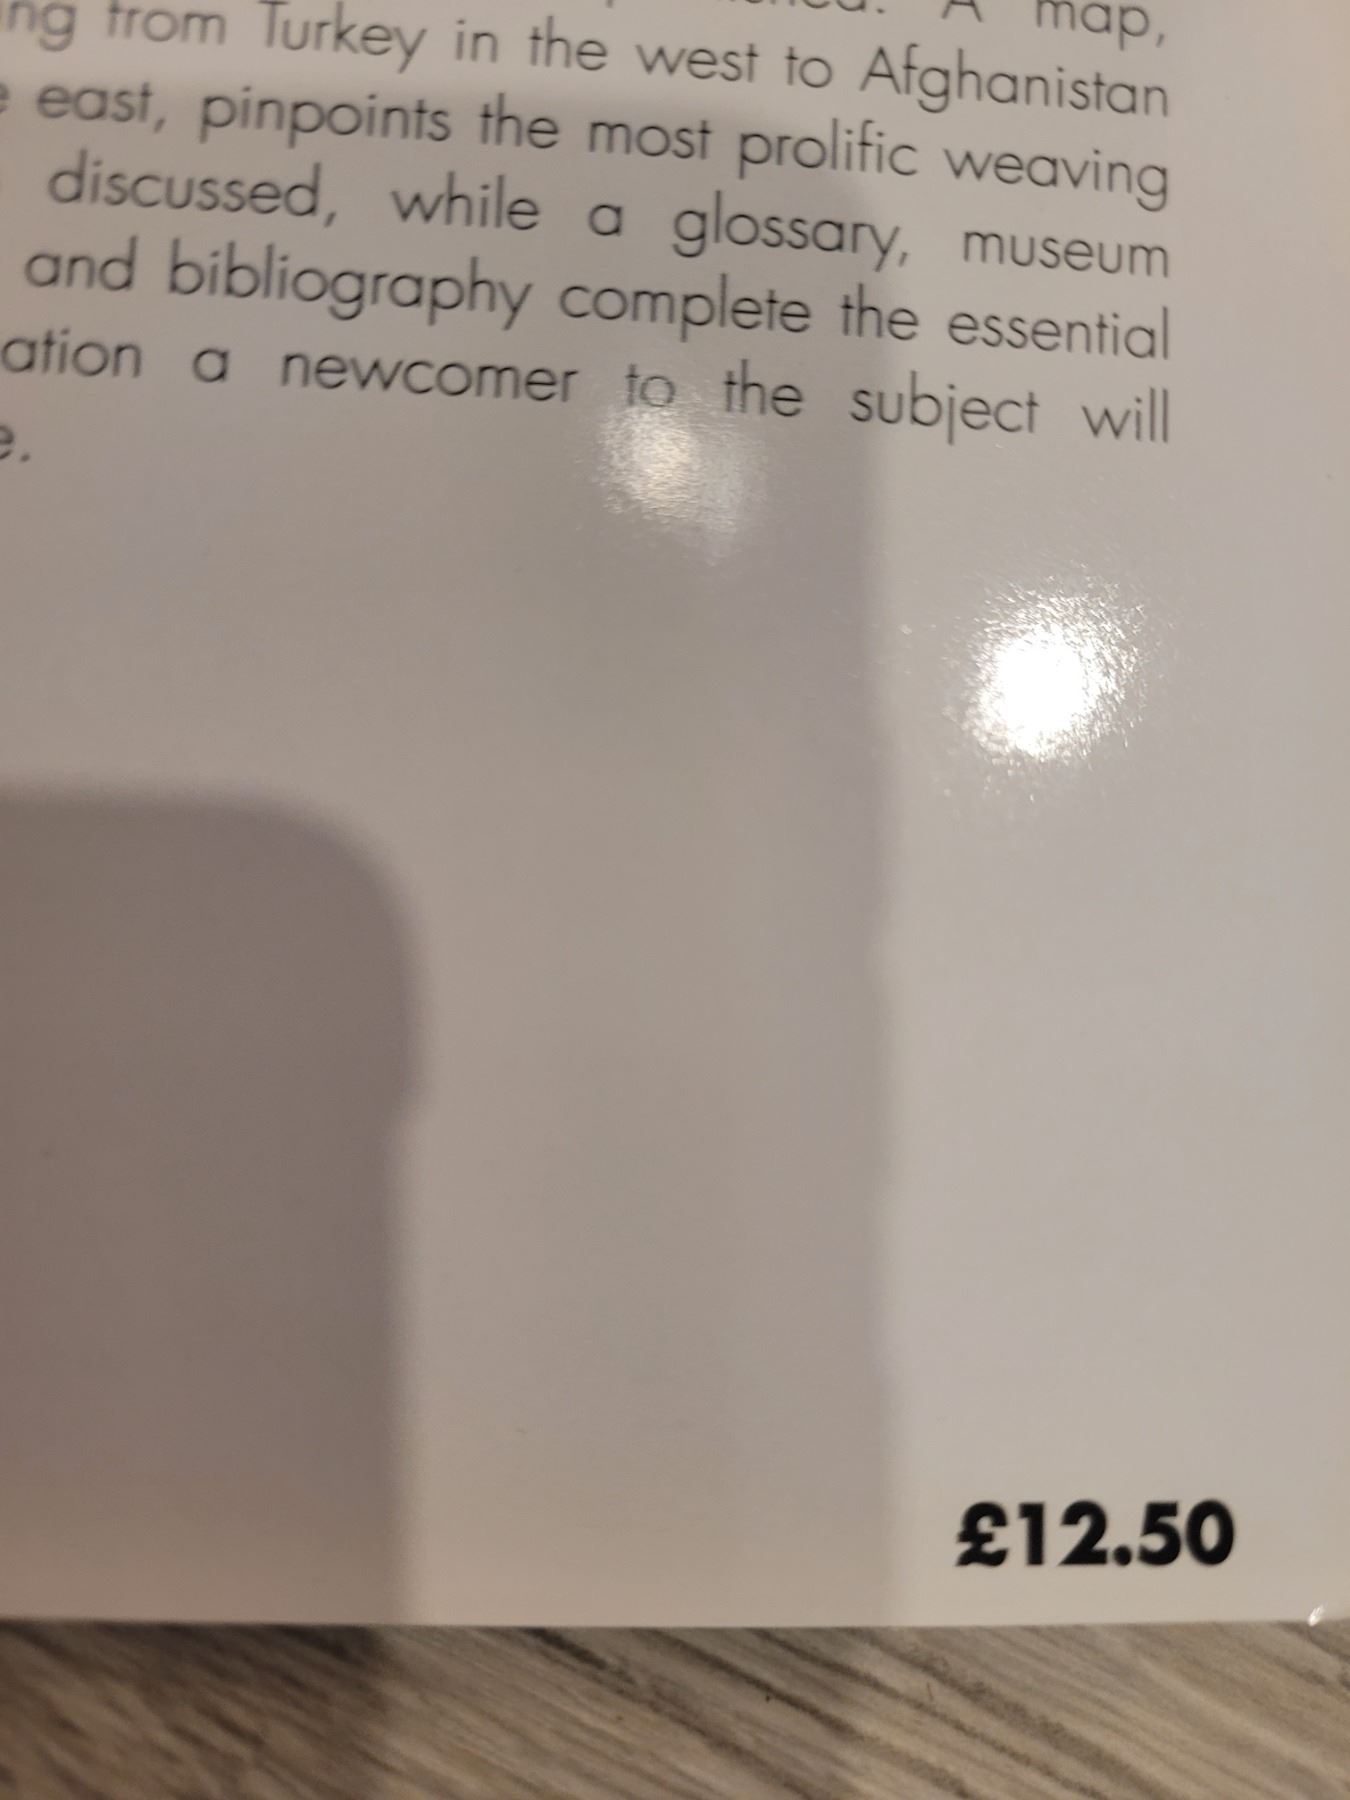 A map,
ing from Turkey in the west to Afghanistan
east, pinpoints the most prolific weaving
discussed, while a glossary, museum
and bibliography complete the essential
ation a newcomer to the subject will
e.
£12.50